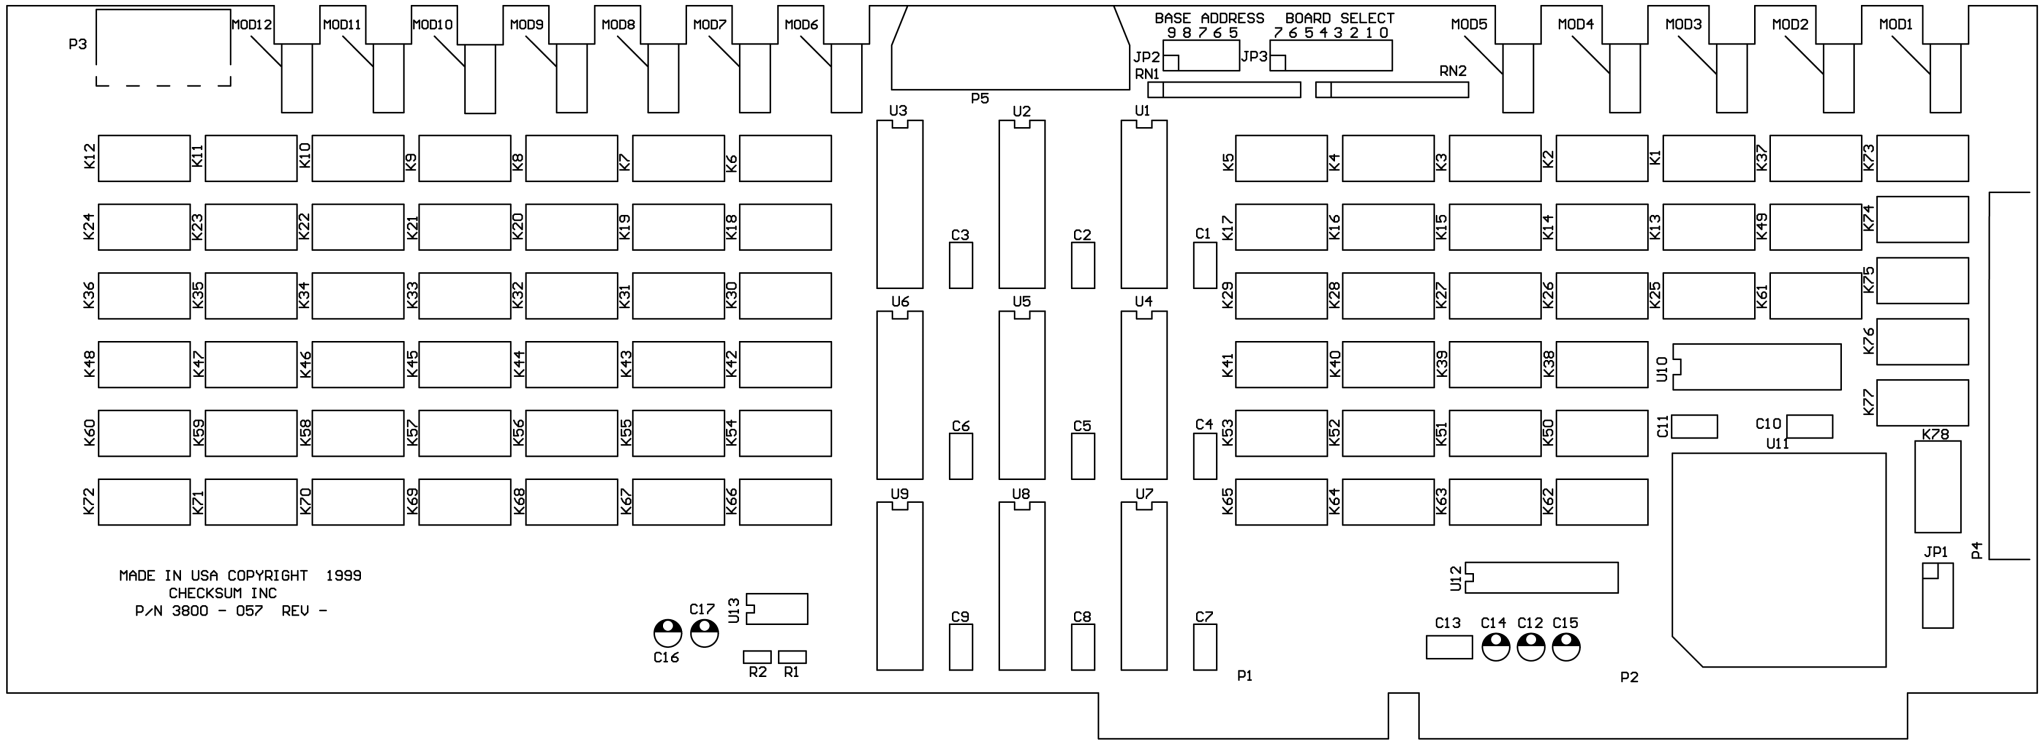 BASE ADDRESS BOARD SELECT
MOD12 MOD11 MOD10 MOD9 MOD8 MOD7 MOD6 MOD5 MOD4 MOD3 MOD2 MOD1
9 8 7 6 5 7 6 5 4 3 2 1 0
P3
JP2 JP3
RN1 RN2
P5
U3 U2 U1
K12 K11 K10 K9 K8 K7 K6 K5 K4 K3 K2 K1 K37 K73
K24 K23 K22 K21 K20 K19 K18 K17 K16 K15 K14 K13 K49 K74
C3 C2 C1
K36 K35 K34 K33 K32 K31 K30 K29 K28 K27 K26 K25 K61 K75
U6 U5 U4
K76
K48 K47 K46 K45 K44 K43 K42 K41 K40 K39 K38 U10
K77
C6 C5 C4 C11 C10
K60 K59 K58 K57 K56 K55 K54 K53 K52 K51 K50 U11 K78
U9 U8 U7
K72 K71 K70 K69 K68 K67 K66 K65 K64 K63 K62
JP1 P4
MADE IN USA COPYRIGHT 1999
U12
CHECKSUM INC
P/N 3800 - 057 REV -
C17 U13
C9 C8 C7 C13 C14 C12 C15
C16
R2 R1 P1 P2